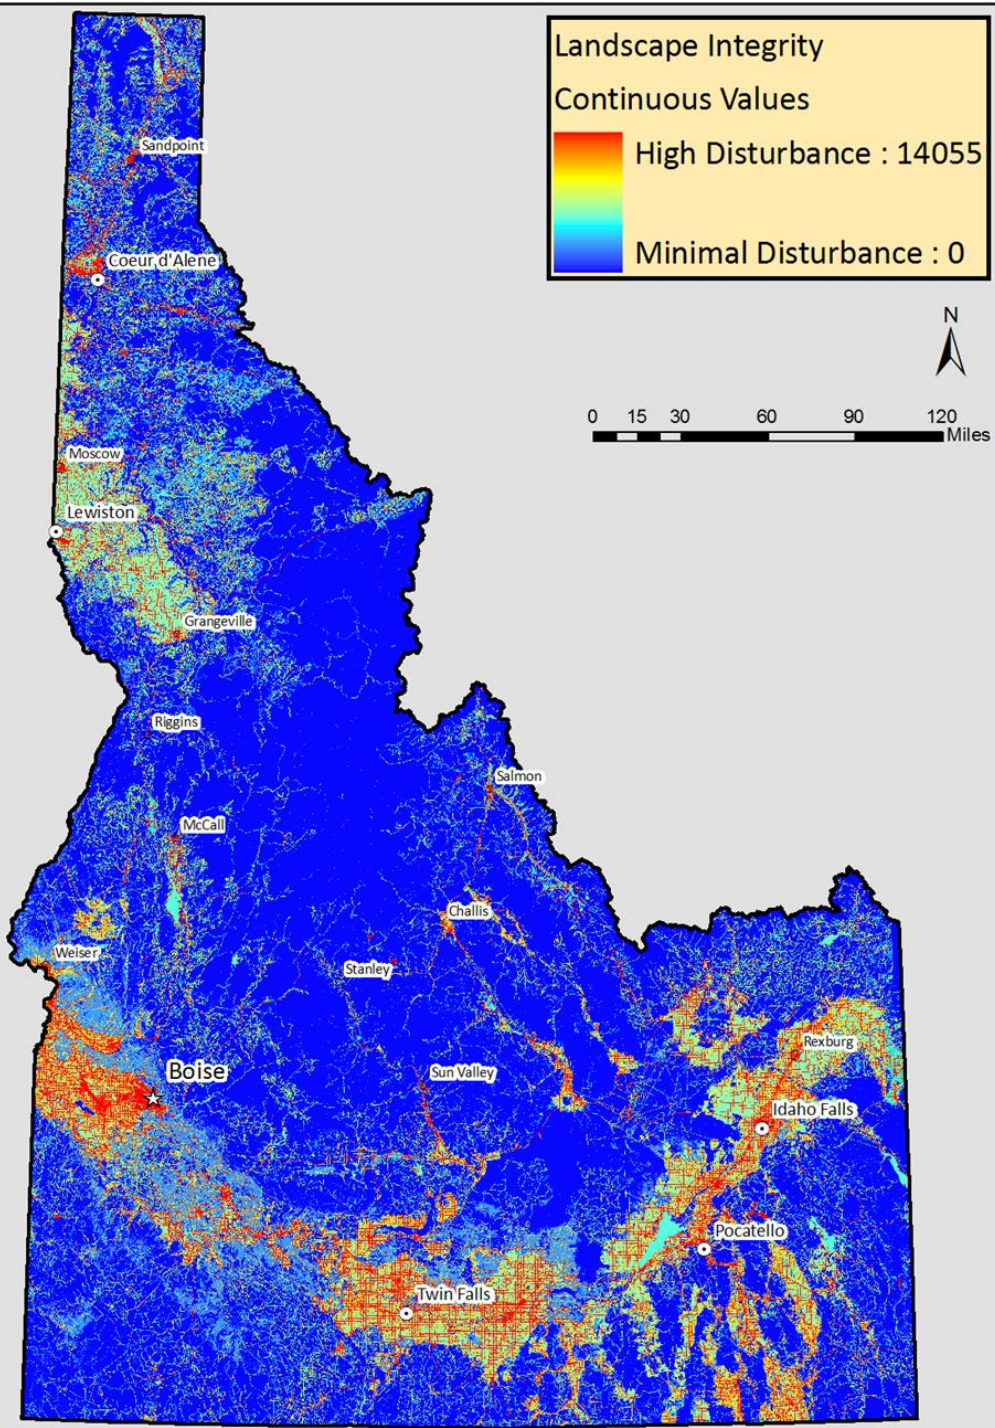 Landscape Integrity
Continuous Values
High Disturbance : 14055
Minimal Disturbance : 0
N
0 15 30 60 90 120
Miles
Sandpoint
Coeur d'Alene
Moscow
Lewiston
Grangeville
Riggins
Salmon
McCall
Challis
Weiser
Stanley
Rexburg
Boise
Sun Valley
Idaho Falls
Pocatello
Twin Falls